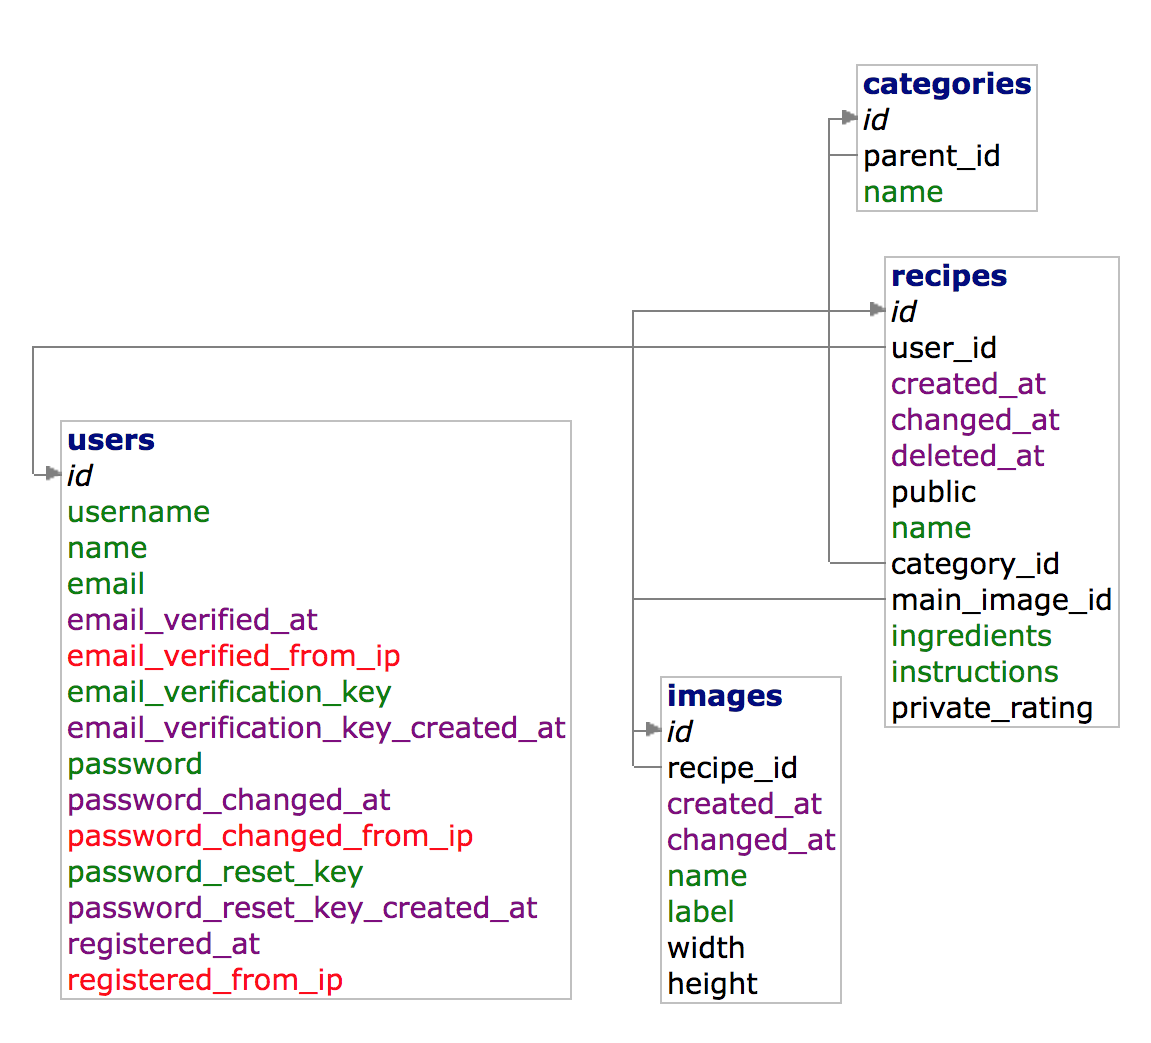 categories
id
parent_id
name
recipes
id
user_id
created_at
changed_at
deleted_at
public
name
category_id
main_image_id
ingredients
instructions
private_rating
users
id
username
name
email
email_verified_at
email_verified_from_ip
email_verification_key
email_verification_key_created_at
password
password_changed_at
password_changed_from_ip
password_reset_key
password_reset_key_created_at
registered_at
registered_from_ip
images
id
recipe_id
created_at
changed_at
name
label
width
height